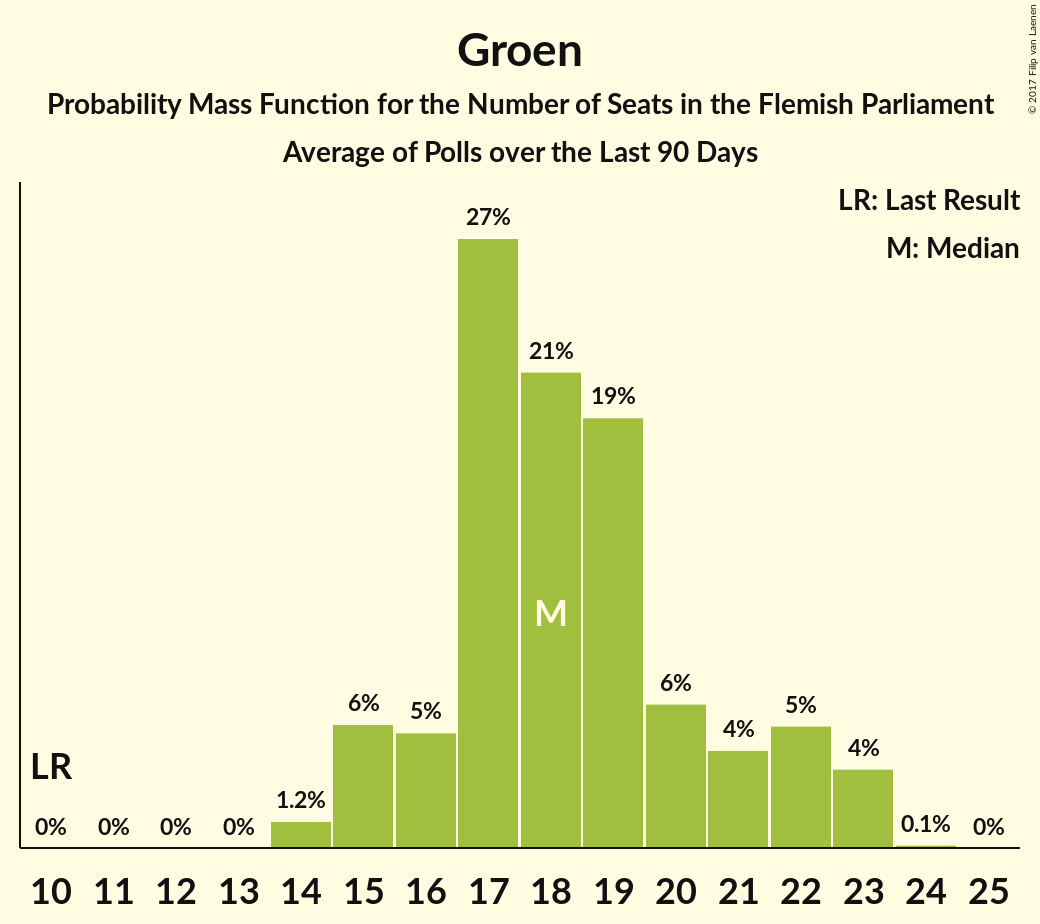 Groen
Probability Mass Function for the Number of Seats in the Flemish Parliament
Average of Polls over the Last 90 Days
© 2017 Filip van Laenen
LR: Last Result
M: Median
27%
21%
19%
M
6%
6%
5%
5%
4%
4%
LR
1.2%
0% 0% 0% 0% 0.1% 0%
10 11 12 13 14 15 16 17 18 19 20 21 22 23 24 25